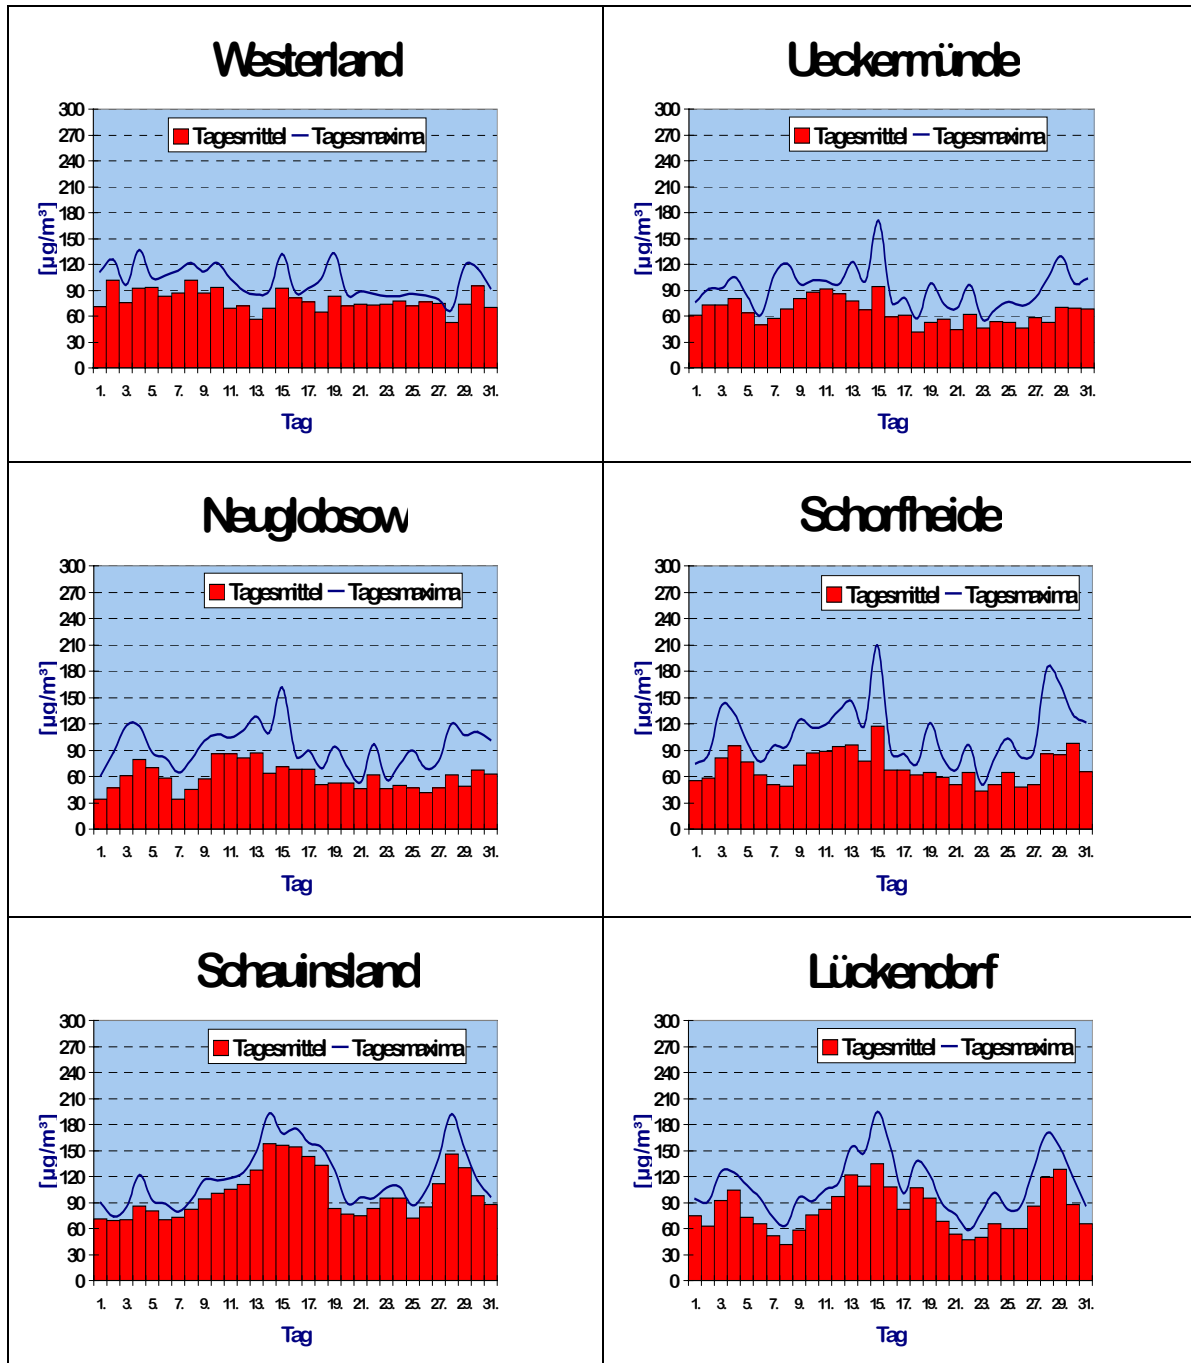 Westerland
300
270
240
210
180
150
120
90
60
30
0
[µg/m³]
Tagesmittel Tagesmaxima
1. 3. 5. 7. 9. 11. 13. 15. 17. 19. 21. 23. 25. 27. 29. 31.
Tag
Ueckermünde
300
270
240
210
180
150
120
90
60
30
0
[µg/m³]
Tagesmittel Tagesmaxima
1. 3. 5. 7. 9. 11. 13. 15. 17. 19. 21. 23. 25. 27. 29. 31.
Tag
Neuglobsow
300
270
240
210
180
150
120
90
60
30
0
[µg/m³]
Tagesmittel Tagesmaxima
1. 3. 5. 7. 9. 11. 13. 15. 17. 19. 21. 23. 25. 27. 29. 31.
Tag
Schorfheide
300
270
240
210
180
150
120
90
60
30
0
[µg/m³]
Tagesmittel Tagesmaxima
1. 3. 5. 7. 9. 11. 13. 15. 17. 19. 21. 23. 25. 27. 29. 31.
Tag
Schauinsland
300
270
240
210
180
150
120
90
60
30
0
[µg/m³]
Tagesmittel Tagesmaxima
1. 3. 5. 7. 9. 11. 13. 15. 17. 19. 21. 23. 25. 27. 29. 31.
Tag
Lückendorf
300
270
240
210
180
150
120
90
60
30
0
[µg/m³]
Tagesmittel Tagesmaxima
1. 3. 5. 7. 9. 11. 13. 15. 17. 19. 21. 23. 25. 27. 29. 31.
Tag